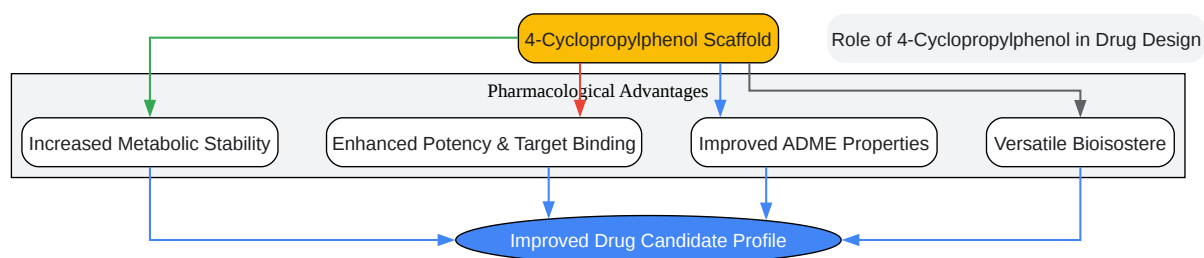 4-Cyclopropylphenol Scaffold
Role of 4-Cyclopropylphenol in Drug Design
Pharmacological Advantages
Increased Metabolic Stability
Enhanced Potency & Target Binding
Improved ADME Properties
Versatile Bioisostere
Improved Drug Candidate Profile